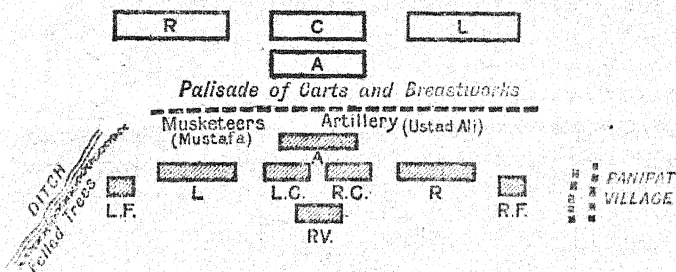 R C L
A
Palisade of Carts and Breastworks
Musketeers Artillery (Ustad Ali)
(Mustafa)
A
L L.C. R.C. R
L.F. R.F.
RV.
DITCH
Felled Trees
PANIPAT
VILLAGE